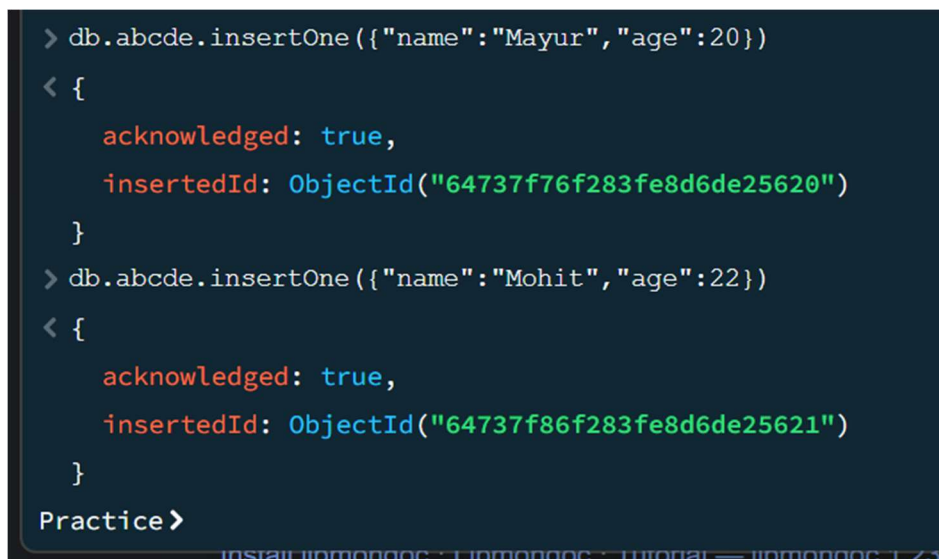 > db.abcde.insertOne({"name":"Mayur","age":20})
< {
acknowledged: true,
insertedId: ObjectId("64737f76f283fe8d6de25620")
}
> db.abcde.insertOne({"name":"Mohit","age":22})
< {
acknowledged: true,
insertedId: ObjectId("64737f86f283fe8d6de25621")
}
Practice>